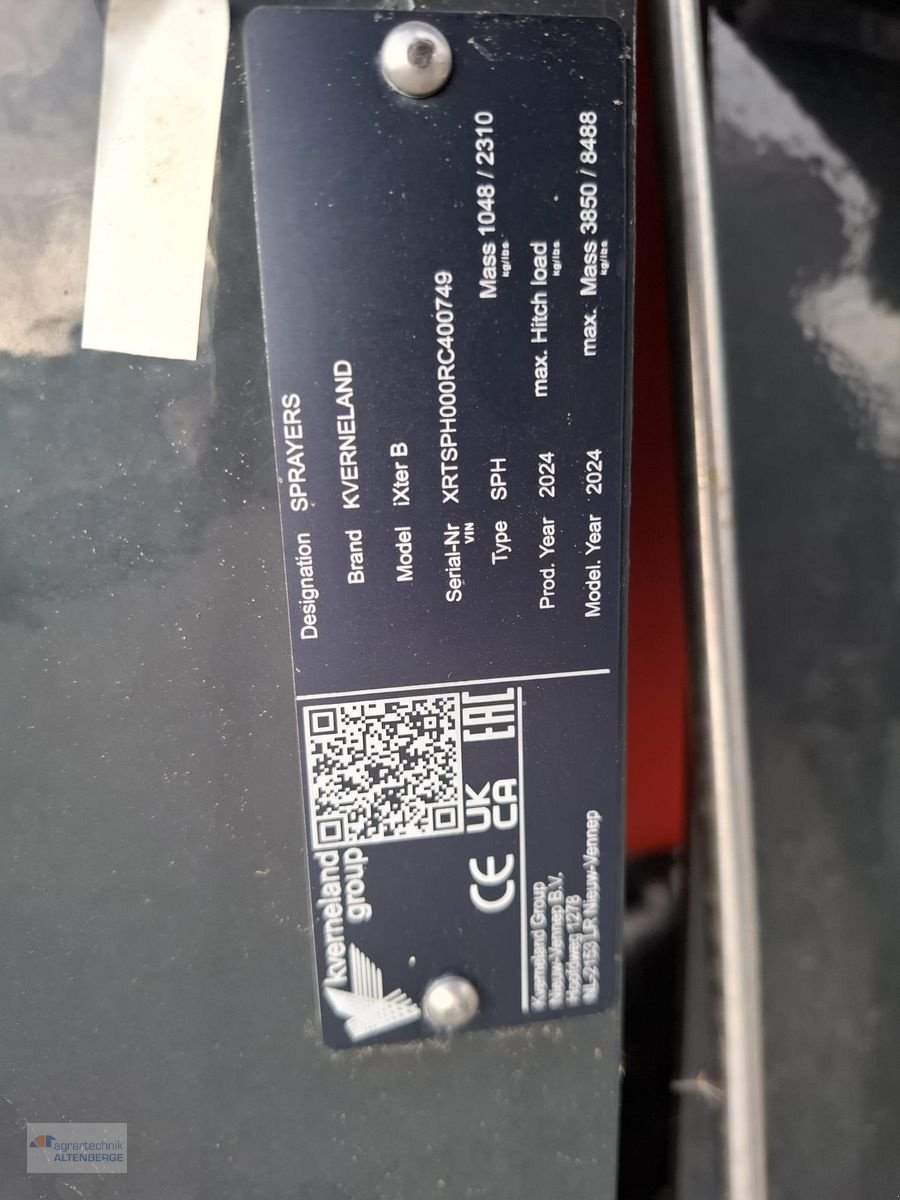 kverneland
group
CE
UK
CA
EAC
Kverneland Group
Nieuw-Vennep B.V.
Hoofdweg 1278
NL-2153 LR Nieuw-Vennep
Designation SPRAYERS
Brand KVERNELAND
Model iXter B
Serial-Nr XRTSPH000RC400749
VIN
Type SPH Mass 1048 / 2310
kg/lbs
Prod. Year 2024 max. Hitch load
kg/lbs
Model. Year 2024 max. Mass 3850 / 8488
kg/lbs
agrartechnik
ALTENBERGE